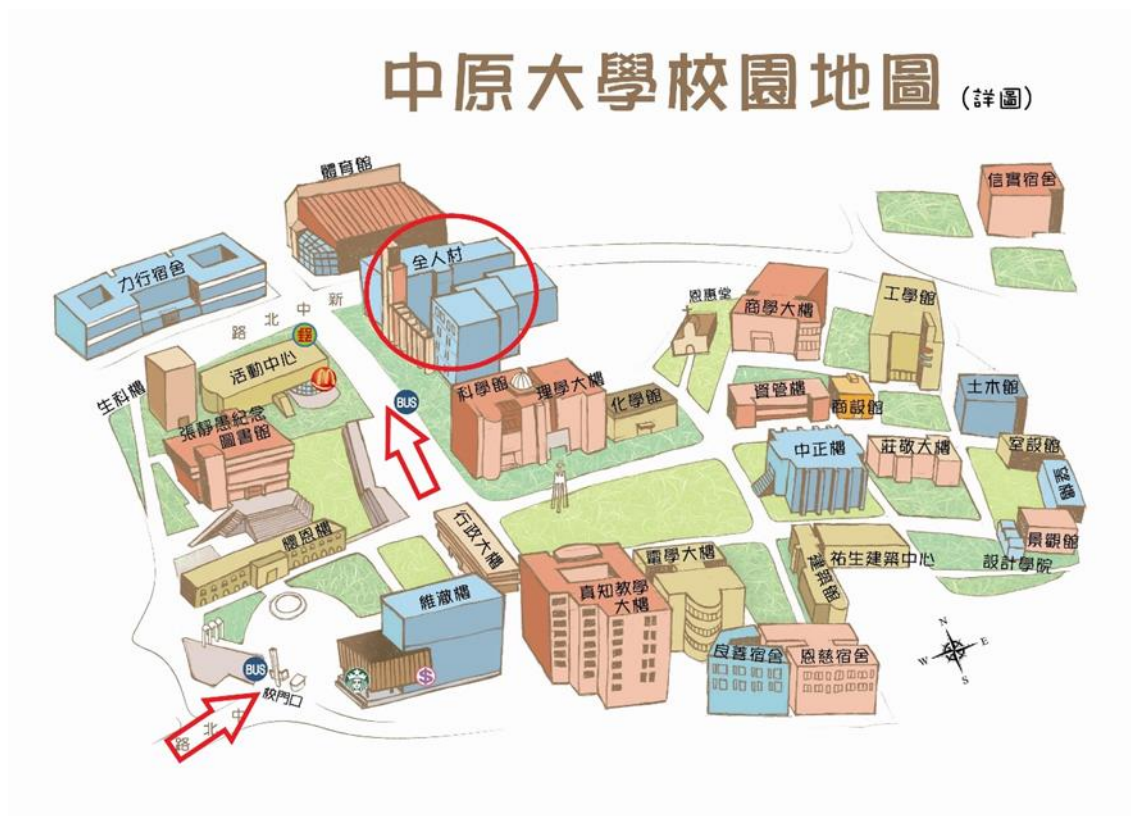 中原大學校園地圖 (詳圖)
體育館
信實宿舍
全人村
力行宿舍
新中北路
恩惠堂
商學大樓
工學館
郵
活動中心
生科樓
科學館
理學大樓
化學館
資管樓
商設館
土木館
BUS
張靜愚紀念
圖書館
中正樓
莊敬大樓
室設館
行政大樓
懷恩樓
景觀館
設計學院
電學大樓
祐生建築中心
建築館
真知教學
大樓
維澈樓
良善宿舍
恩慈宿舍
N
W
E
S
BUS
$
校門口
中北路